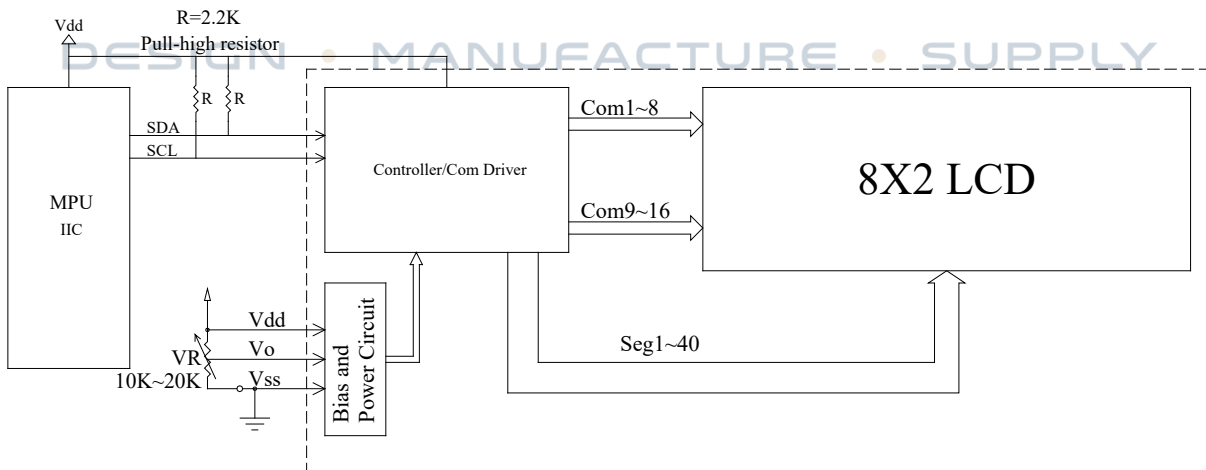 Vdd
R=2.2K
Pull-high resistor
DESIGN • MANUFACTURE • SUPPLY
R
R
SDA
SCL
MPU
IIC
Controller/Com Driver
Com1~8
Com9~16
8X2 LCD
Vdd
VR
Vo
10K~20K
Vss
Bias and
Power Circuit
Seg1~40